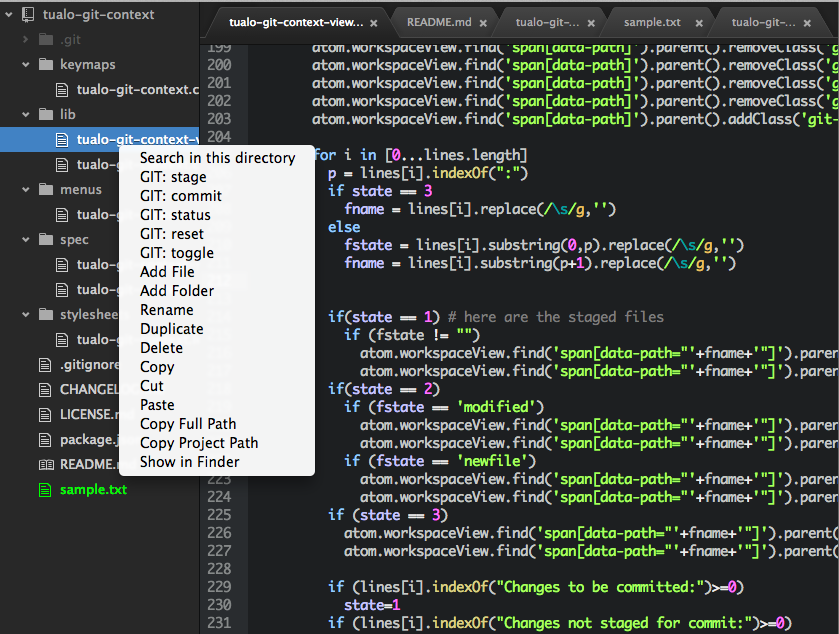 tualo-git-context
.git
keymaps
tualo-git-context.c
lib
tualo-git-context-v
tualo-g
menus
tualo-g
spec
tualo-g
tualo-g
styleshee
tualo-g
.gitignore
CHANGEL
LICENSE.m
package.j
README.
sample.txt
tualo-git-context-view...
README.md
tualo-git-...
sample.txt
tualo-git-...
Search in this directory
GIT: stage
GIT: commit
GIT: status
GIT: reset
GIT: toggle
Add File
Add Folder
Rename
Duplicate
Delete
Copy
Cut
Paste
Copy Full Path
Copy Project Path
Show in Finder
199 atom.workspaceView.find('span[data-path]').parent().removeClass('g
200 atom.workspaceView.find('span[data-path]').parent().removeClass('g
201 atom.workspaceView.find('span[data-path]').parent().removeClass('g
202 atom.workspaceView.find('span[data-path]').parent().removeClass('g
203 atom.workspaceView.find('span[data-path]').parent().addClass('git-
204
for i in [0...lines.length]
p = lines[i].indexOf(":")
if state == 3
fname = lines[i].replace(/\s/g,'')
else
fstate = lines[i].substring(0,p).replace(/\s/g,'')
fname = lines[i].substring(p+1).replace(/\s/g,'')
if(state == 1) # here are the staged files
if (fstate != "")
atom.workspaceView.find('span[data-path="'+fname+'"]').paren
atom.workspaceView.find('span[data-path="'+fname+'"]').paren
if(state == 2)
if (fstate == 'modified')
atom.workspaceView.find('span[data-path="'+fname+'"]').paren
atom.workspaceView.find('span[data-path="'+fname+'"]').paren
if (fstate == 'newfile')
223 atom.workspaceView.find('span[data-path="'+fname+'"]').paren
224 atom.workspaceView.find('span[data-path="'+fname+'"]').paren
225 if (state == 3)
226 atom.workspaceView.find('span[data-path="'+fname+'"]').parent(
227 atom.workspaceView.find('span[data-path="'+fname+'"]').parent(
228
229 if (lines[i].indexOf("Changes to be committed:")>=0)
230 state=1
231 if (lines[i].indexOf("Changes not staged for commit:")>=0)